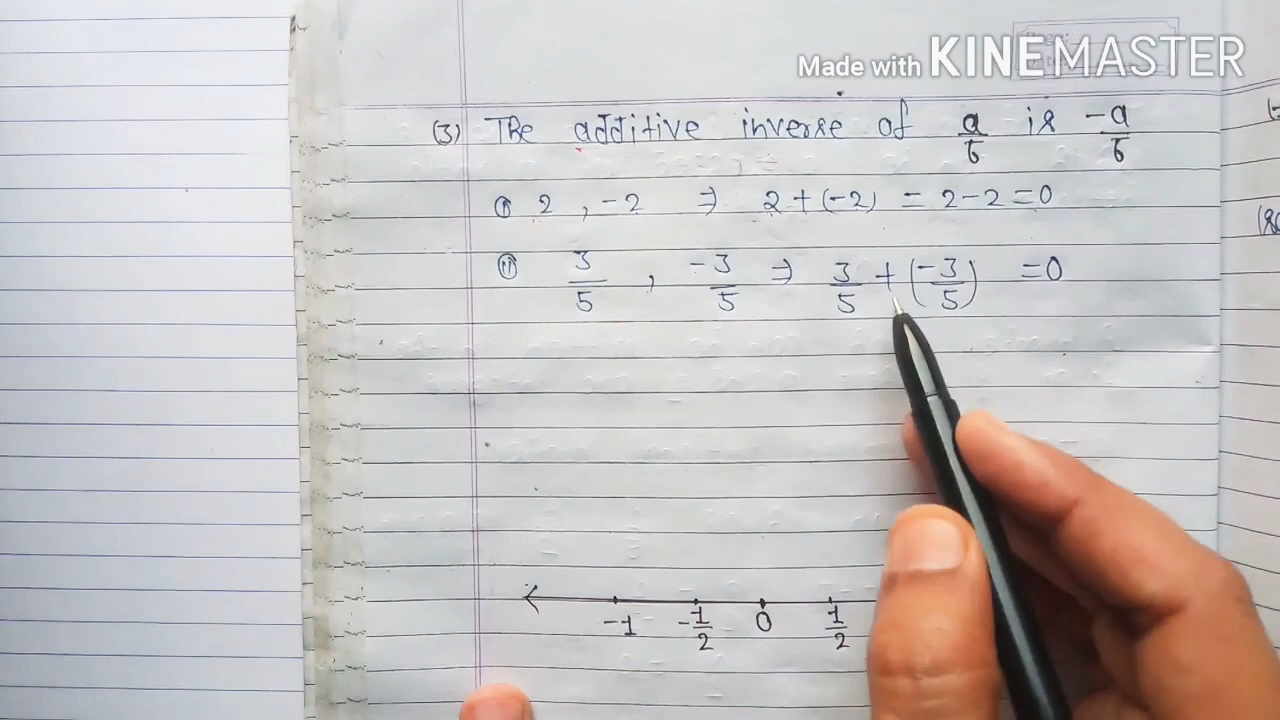 Made with KINEMASTER
(3) The additive inverse of a/b is -a/b
(i) 2 , -2 ⇒ 2+(-2) = 2-2=0
(ii) 3/5 , -3/5 ⇒ 3/5 + (-3/5) =0
-1 -1/2 0 1/2